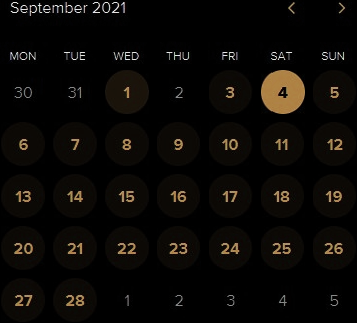 September 2021
MON TUE WED THU FRI SAT SUN
30 31 1 2 3 4 5
6 7 8 9 10 11 12
13 14 15 16 17 18 19
20 21 22 23 24 25 26
27 28 1 2 3 4 5